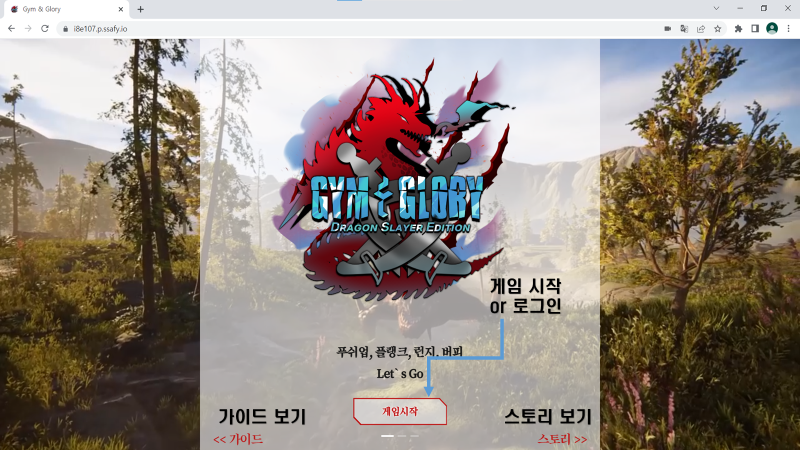 Gym & Glory
i8e107.p.ssafy.io
GYM & GLORY
DRAGON SLAYER EDITION
게임 시작
or 로그인
푸쉬업, 플랭크, 런지. 버피
Let`s Go
게임시작
가이드 보기
스토리 보기
<< 가이드
스토리 >>